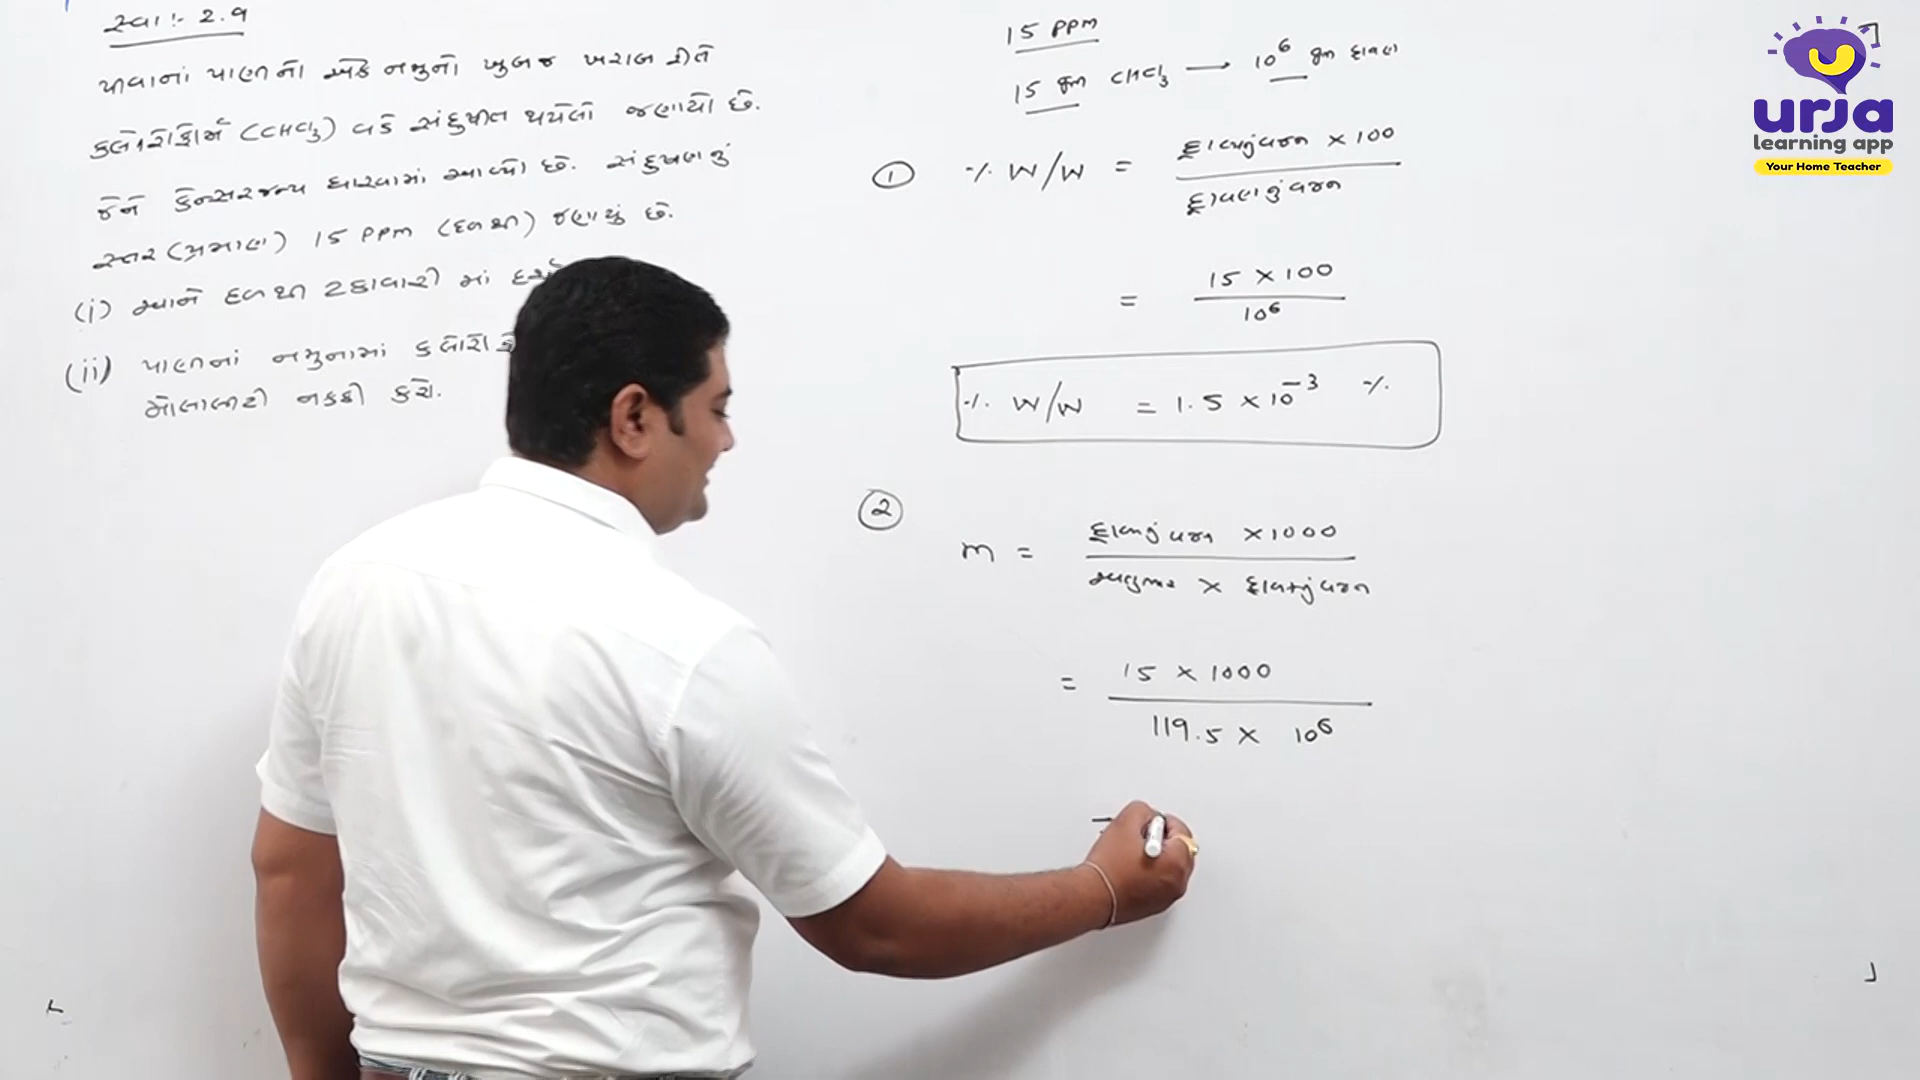 સ્વા :- 2.9
પીવાનાં પાણીનો એક નમુનો ખુબજ ખરાબ રીતે
ક્લોરોફોર્મ (CHCl3) વડે સંદુષીત થયેલો જણાયો છે.
જેને કેન્સરજન્ય ધારવામાં આવ્યો છે. સંદુષણનું
સ્તર (પ્રમાણ) 15 PPM (દળથી) જણાયું છે.
(i) આને દળથી ટકાવારી માં
(ii) પાણીનાં નમુનામાં
મોલાલીટી નક્કી કરો.
15 PPM
15 ગ્રામ CHCl3 → 10^6 ગ્રામ દ્રાવણ
① % W/W = દ્રાવ્યનું વજન × 100
દ્રાવણનું વજન
= 15 × 100
10^6
% W/W = 1.5 × 10^-3 %
②
m = દ્રાવ્યનું વજન × 1000
અણુભાર × દ્રાવકનું વજન
= 15 × 1000
119.5 × 10^6
urja
learning app
Your Home Teacher